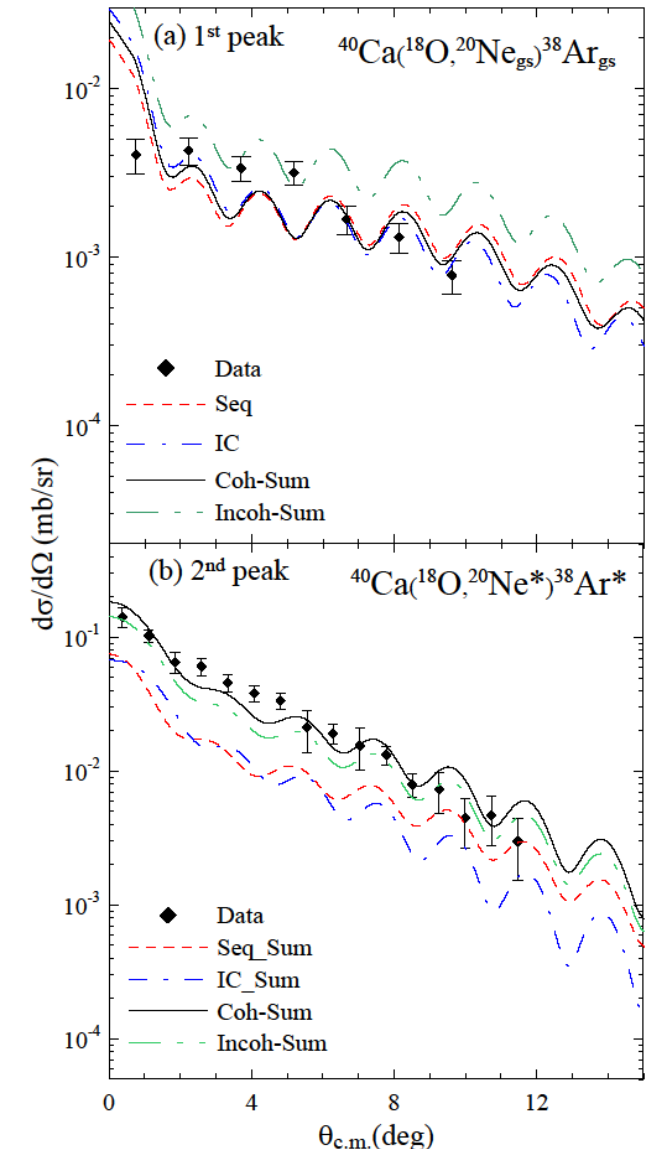 (a) 1st peak
40Ca(18O,20Negs)38Args
10-2
10-3
10-4
Data
Seq
IC
Coh-Sum
Incoh-Sum
dσ/dΩ (mb/sr)
(b) 2nd peak
40Ca(18O,20Ne*)38Ar*
10-1
10-2
10-3
10-4
Data
Seq_Sum
IC_Sum
Coh-Sum
Incoh-Sum
0 4 8 12
θc.m.(deg)